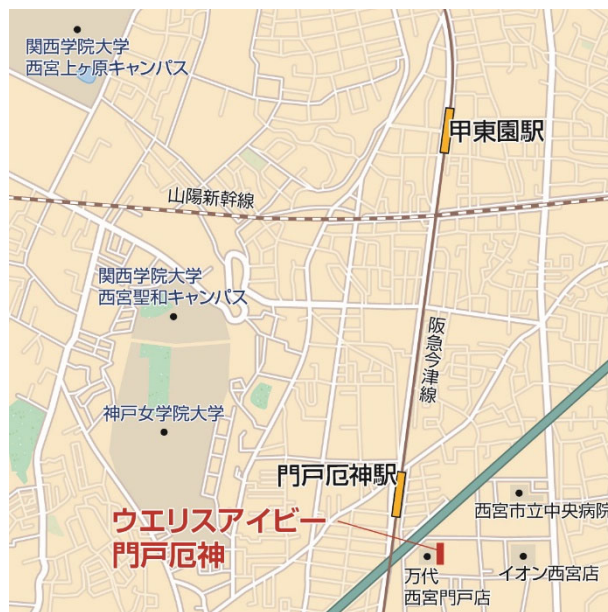 関西学院大学
西宮上ヶ原キャンパス
甲東園駅
山陽新幹線
関西学院大学
西宮聖和キャンパス
阪急今津線
神戸女学院大学
門戸厄神駅
西宮市立中央病院
ウエリスアイビー
門戸厄神
万代
西宮門戸店
イオン西宮店